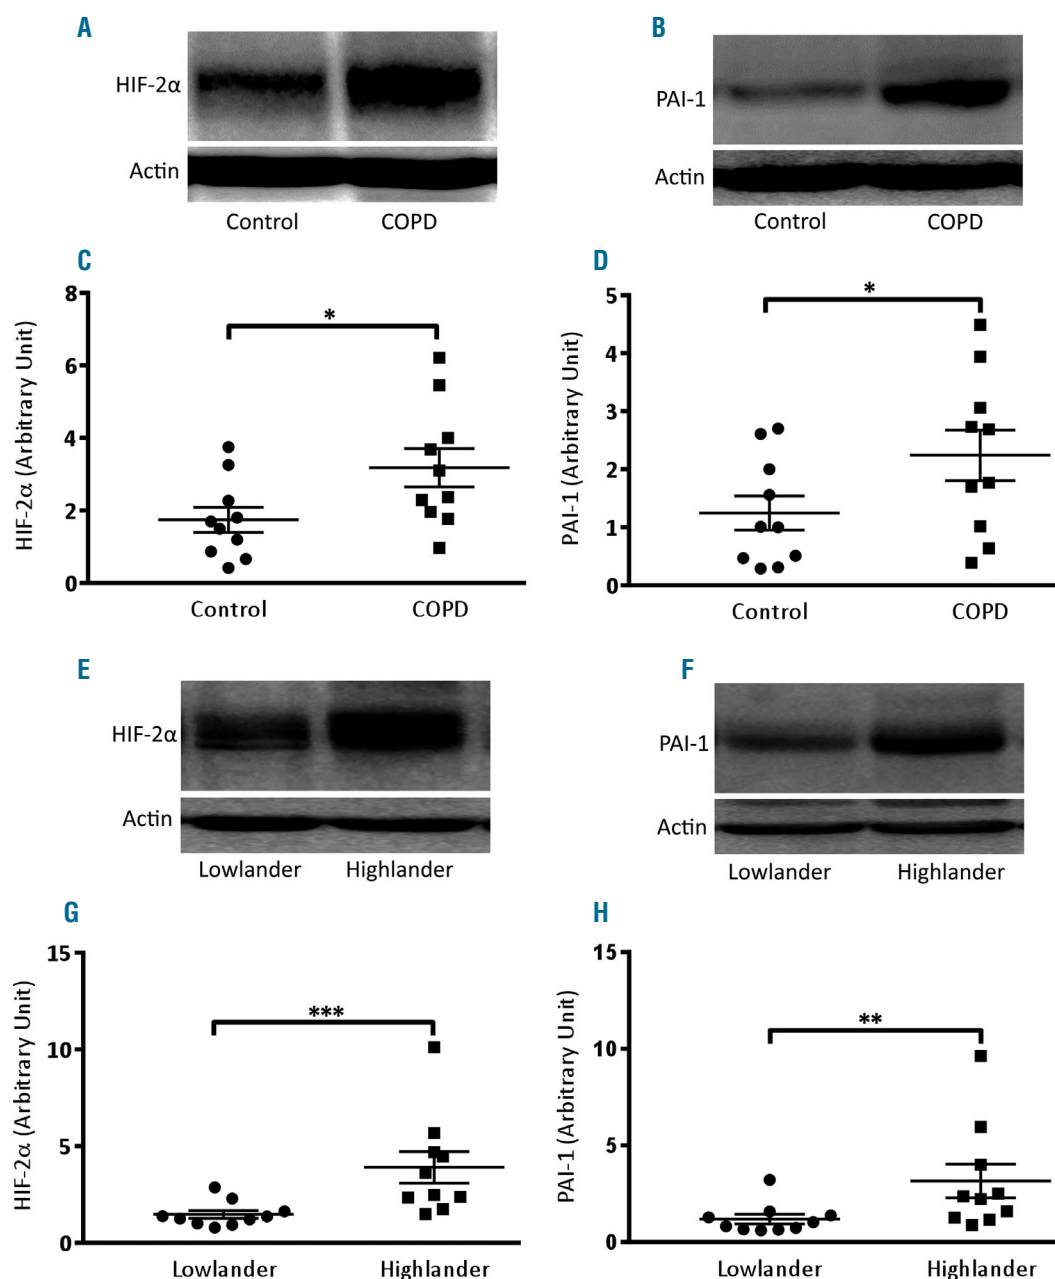 A
HIF-2α
Actin
Control COPD
B
PAI-1
Actin
Control COPD
C
HIF-2α (Arbitrary Unit)
8
6
4
2
0
*
Control COPD
D
PAI-1 (Arbitrary Unit)
5
4
3
2
1
0
*
Control COPD
E
HIF-2α
Actin
Lowlander Highlander
F
PAI-1
Actin
Lowlander Highlander
G
HIF-2α (Arbitrary Unit)
15
10
5
0
***
Lowlander Highlander
H
PAI-1 (Arbitrary Unit)
15
10
5
0
**
Lowlander Highlander